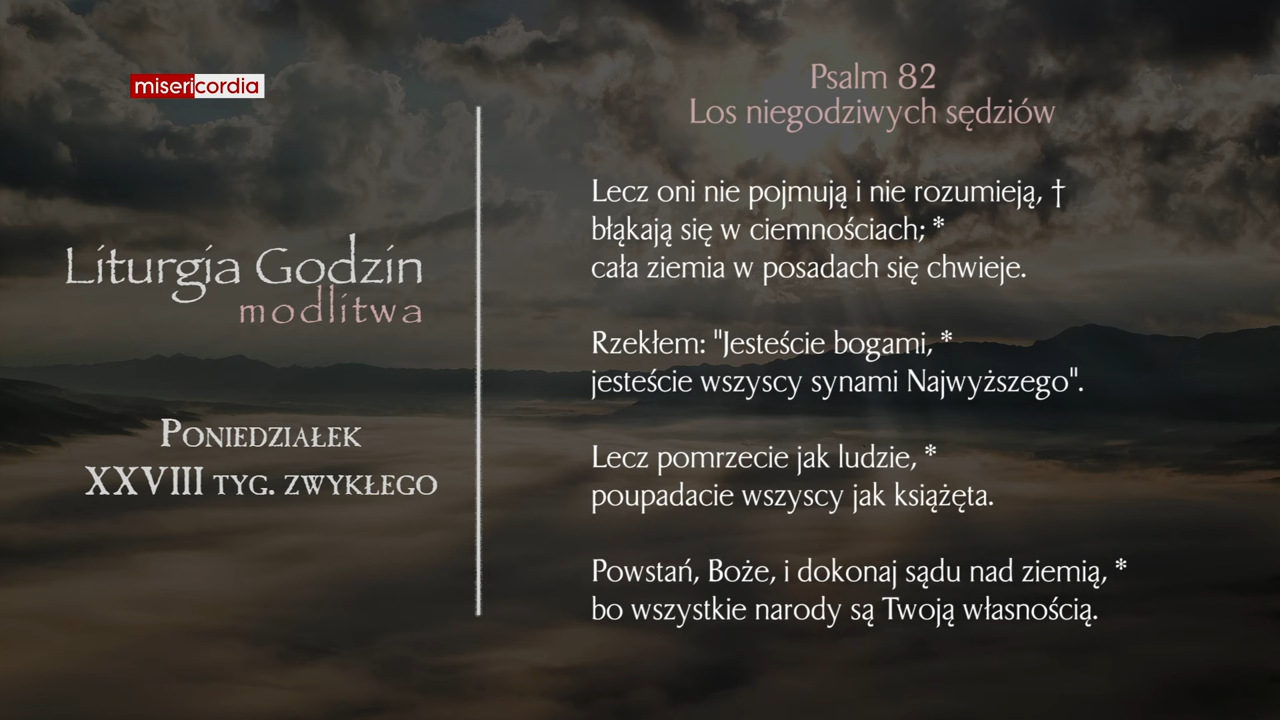 misericordia
Liturgia Godzin
modlitwa
Poniedziałek
XXVIII tyg. zwykłego
Psalm 82
Los niegodziwych sędziów
Lecz oni nie pojmują i nie rozumieją, †
błąkają się w ciemnościach; *
cała ziemia w posadach się chwieje.
Rzekłem: "Jesteście bogami, *
jesteście wszyscy synami Najwyższego".
Lecz pomrzecie jak ludzie, *
poupadacie wszyscy jak książęta.
Powstań, Boże, i dokonaj sądu nad ziemią, *
bo wszystkie narody są Twoją własnością.